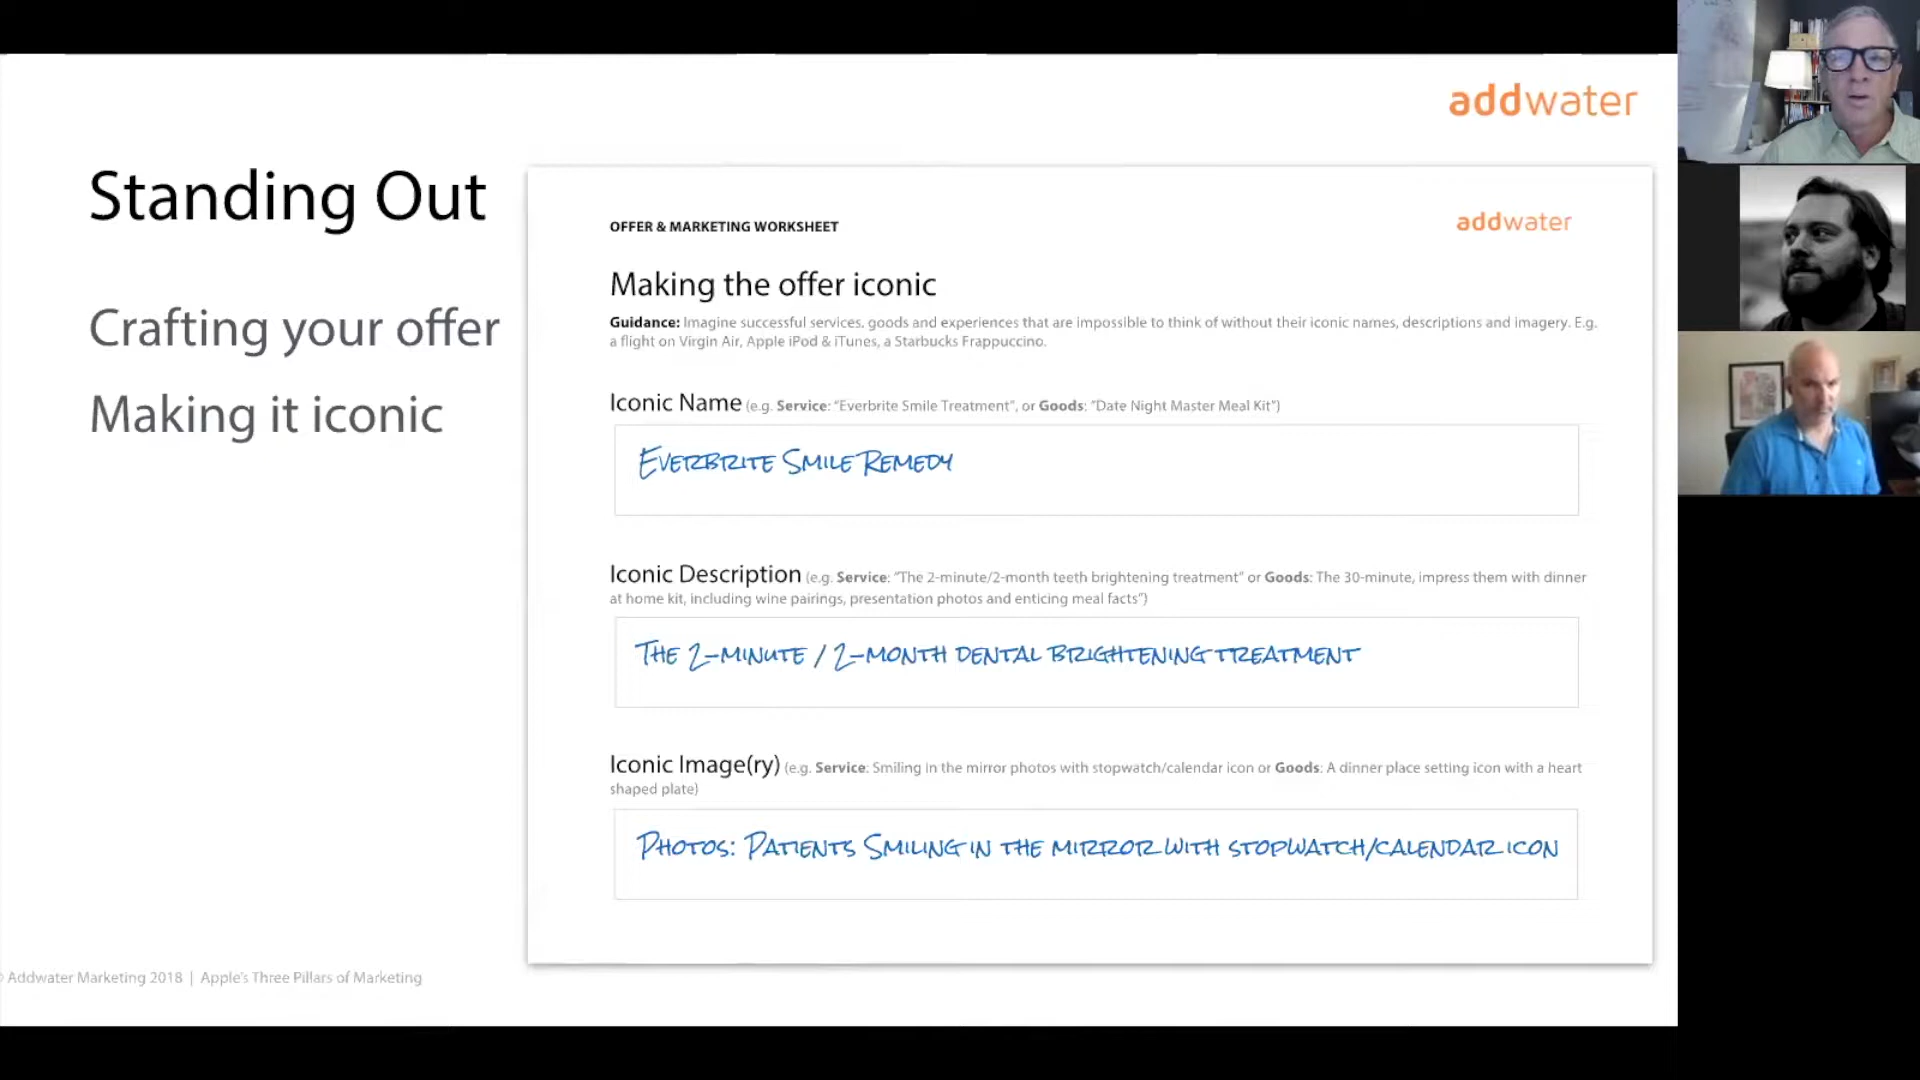 addwater
Standing Out
Crafting your offer
Making it iconic
OFFER & MARKETING WORKSHEET
addwater
Making the offer iconic
Guidance: Imagine successful services, goods and experiences that are impossible to think of without their iconic names, descriptions and imagery. E.g.
a flight on Virgin Air, Apple iPod & iTunes, a Starbucks Frappuccino.
Iconic Name (e.g. Service: "Everbrite Smile Treatment", or Goods: "Date Night Master Meal Kit")
EVERBRITE SMILE REMEDY
Iconic Description (e.g. Service: "The 2-minute/2-month teeth brightening treatment" or Goods: The 30-minute, impress them with dinner
at home kit, including wine pairings, presentation photos and enticing meal facts")
THE 2-MINUTE / 2-MONTH DENTAL BRIGHTENING TREATMENT
Iconic Image(ry) (e.g. Service: Smiling in the mirror photos with stopwatch/calendar icon or Goods: A dinner place setting icon with a heart
shaped plate)
PHOTOS: PATIENTS SMILING IN THE MIRROR WITH STOPWATCH/CALENDAR ICON
© Addwater Marketing 2018 | Apple's Three Pillars of Marketing